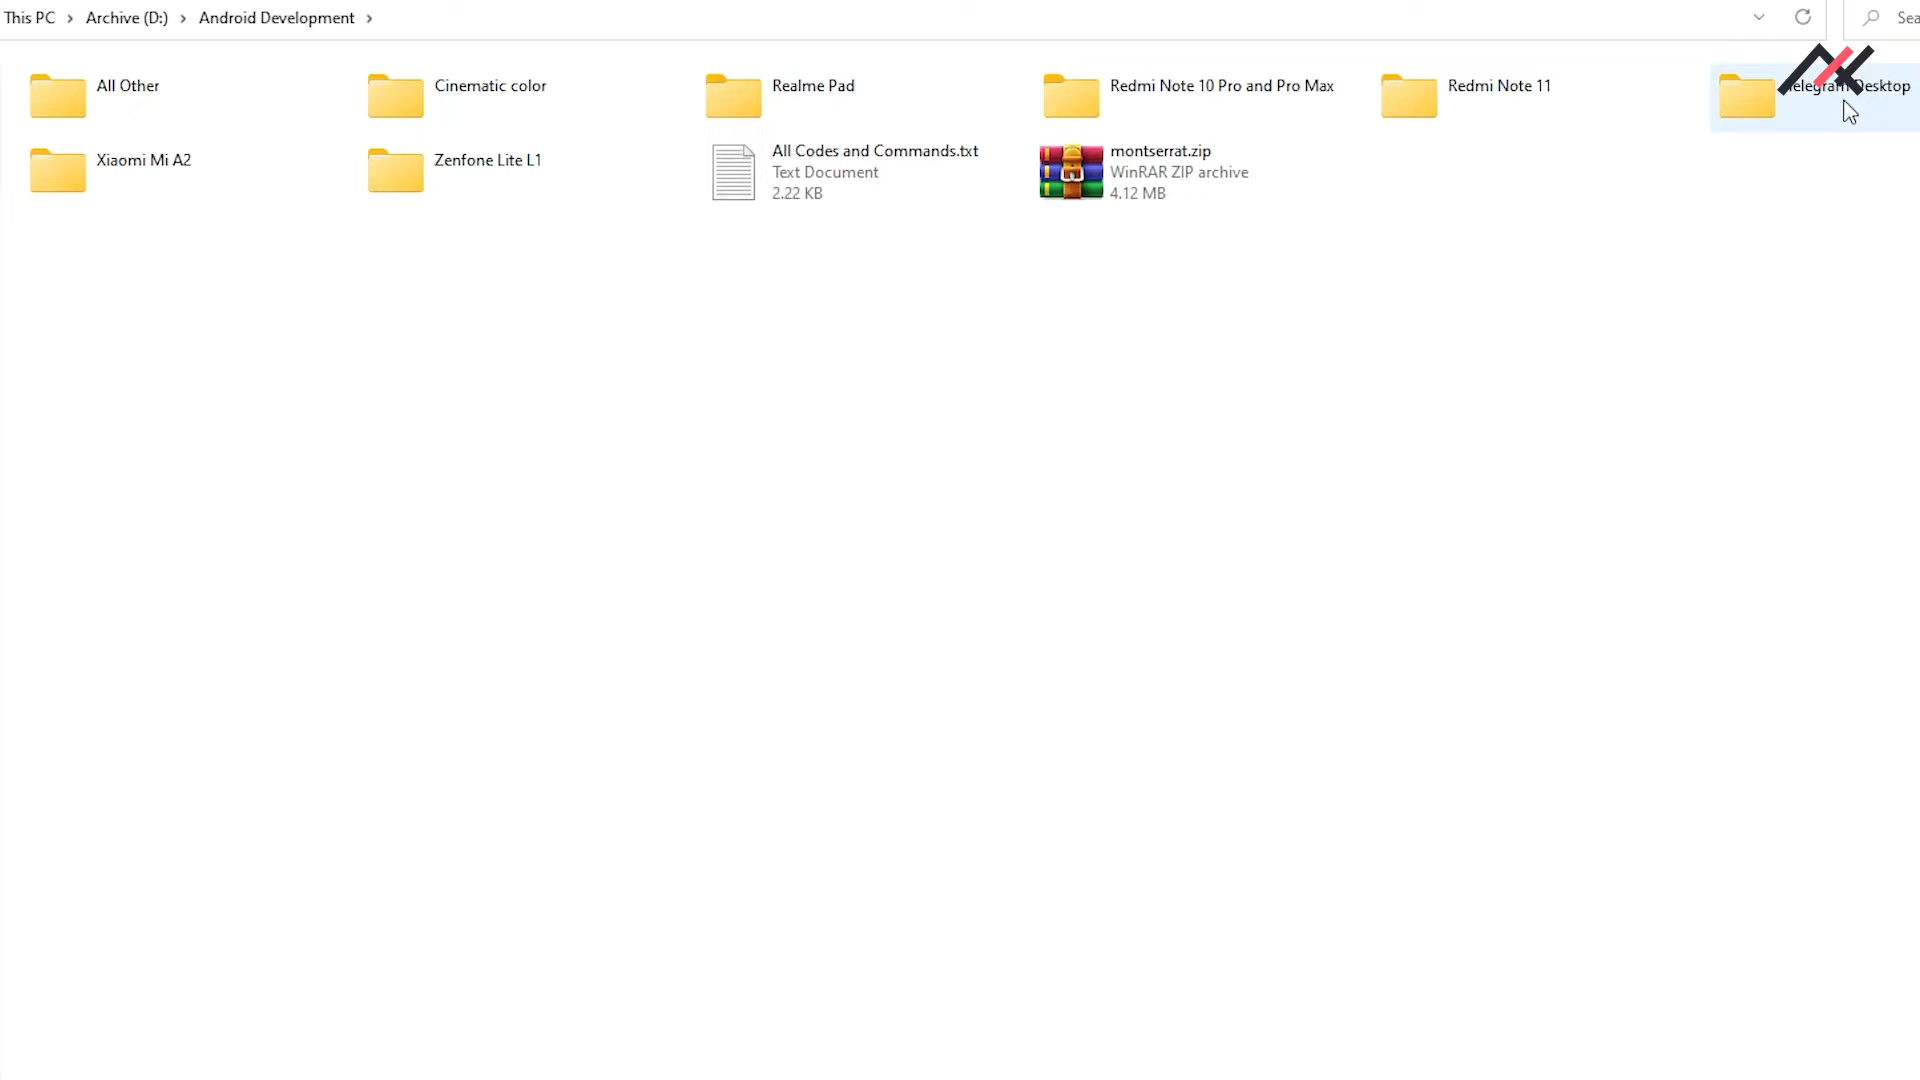 This PC > Archive (D:) > Android Development >
Sea
All Other
Cinematic color
Realme Pad
Redmi Note 10 Pro and Pro Max
Redmi Note 11
Telegram Desktop
Xiaomi Mi A2
Zenfone Lite L1
All Codes and Commands.txt
Text Document
2.22 KB
montserrat.zip
WinRAR ZIP archive
4.12 MB